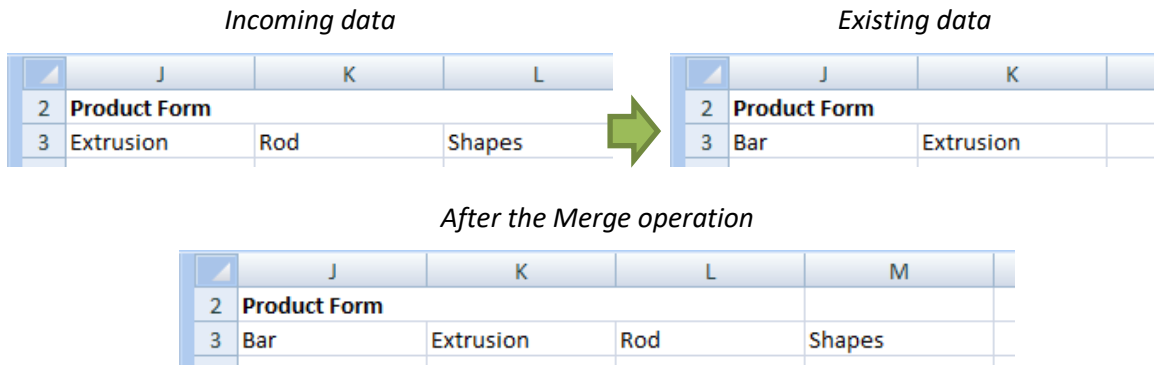 Incoming data
Existing data
J K L
2 Product Form
3 Extrusion Rod Shapes
J K
2 Product Form
3 Bar Extrusion
After the Merge operation
J K L M
2 Product Form
3 Bar Extrusion Rod Shapes